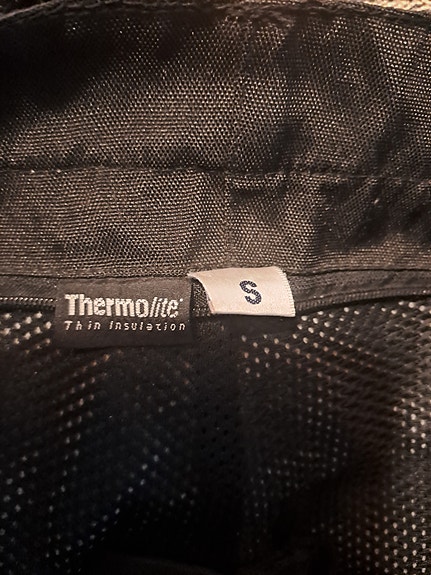 Thermolite®
Thin insulation
S